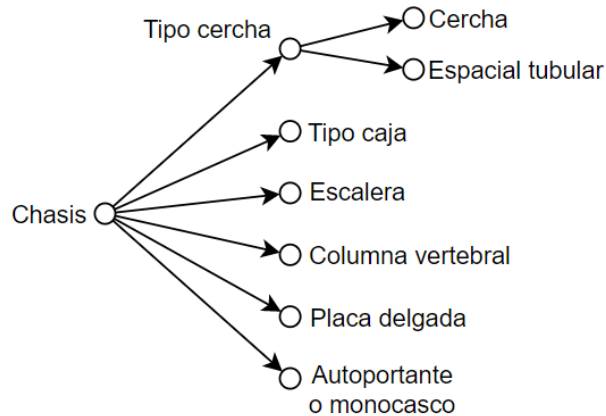 Tipo cercha
Cercha
Espacial tubular
Tipo caja
Escalera
Chasis
Columna vertebral
Placa delgada
Autoportante
o monocasco